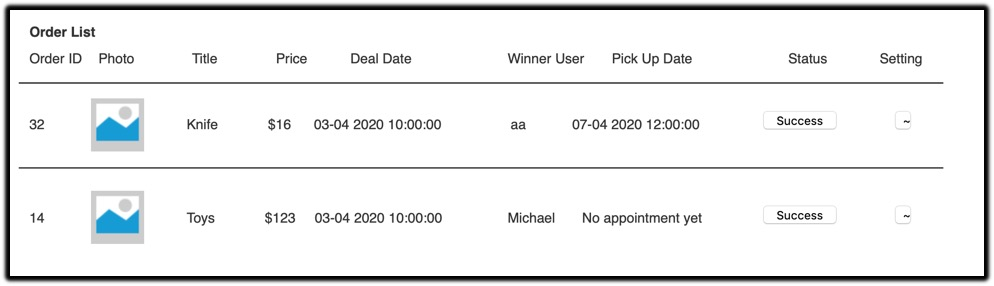 Order List
Order ID Photo Title Price Deal Date Winner User Pick Up Date Status Setting
32 Knife $16 03-04 2020 10:00:00 aa 07-04 2020 12:00:00 Success ~
14 Toys $123 03-04 2020 10:00:00 Michael No appointment yet Success ~